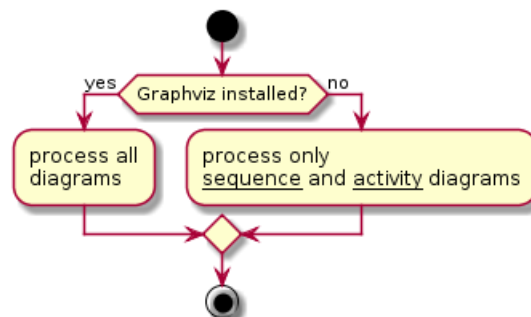 yes
Graphviz installed?
no
process all
diagrams
process only
sequence and activity diagrams